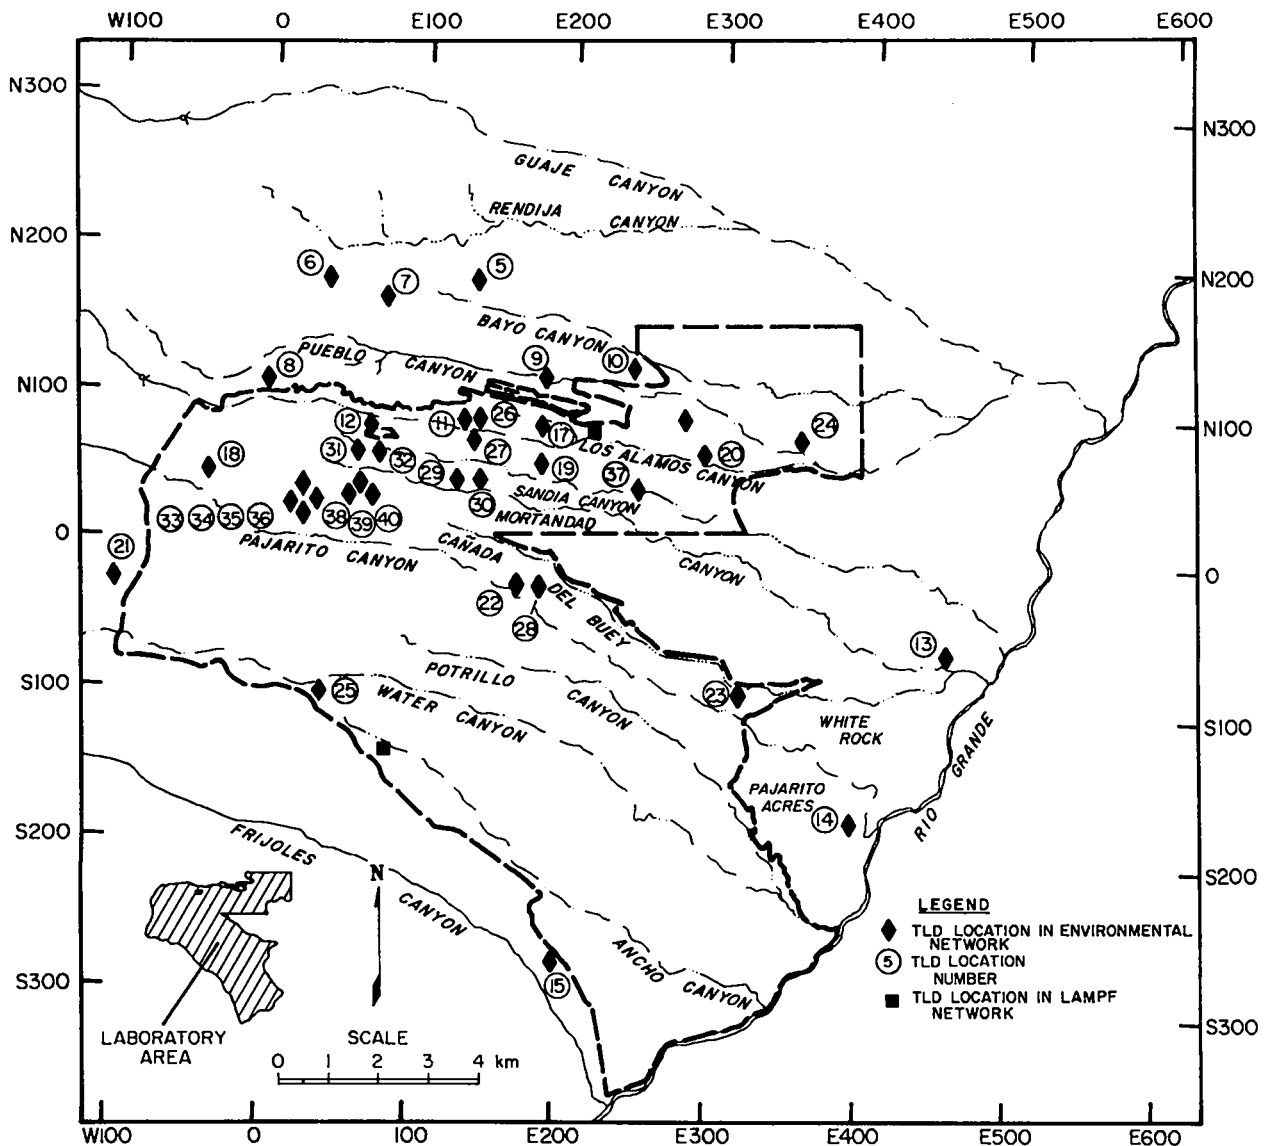 W100 0 E100 E200 E300 E400 E500 E600
N300
N300
GUAJE CANYON
RENDIJA CANYON
N200
6
5
7
N200
BAYO CANYON
PUEBLO CANYON
8
9
10
N100
12
11
26
17
24
N100
LOS ALAMOS CANYON
18
31
32
27
20
29
19
37
SANDIA CANYON
30
33 34 35 36
38 39 40
MORTANDAD CANYON
0
21
PAJARITO CANYON
CAÑADA DEL BUEY
0
22
28
13
S100
25
POTRILLO CANYON
WATER CANYON
23
WHITE
ROCK
S100
PAJARITO
ACRES
14
RIO GRANDE
S200
FRIJOLES CANYON
N
S200
LEGEND
TLD LOCATION IN ENVIRONMENTAL
NETWORK
5 TLD LOCATION
NUMBER
TLD LOCATION IN LAMPF
NETWORK
ANCHO CANYON
S300
15
S300
LABORATORY
AREA
SCALE
0 1 2 3 4 km
W100 0 100 E200 E300 E400 E500 E600